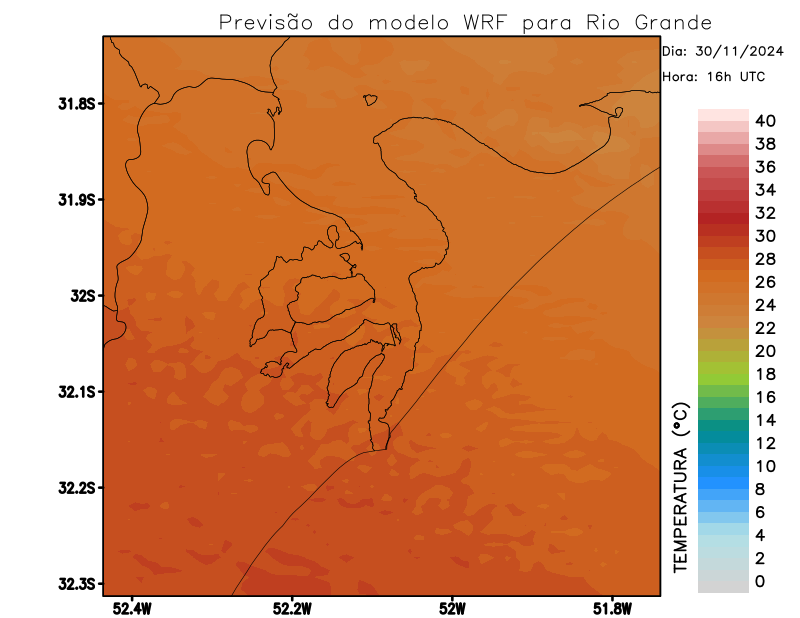 Previsão do modelo WRF para Rio Grande
Dia: 30/11/2024
Hora: 16h UTC
31.8S
31.9S
32S
32.1S
32.2S
32.3S
52.4W
52.2W
52W
51.8W
TEMPERATURA (°C)
40
38
36
34
32
30
28
26
24
22
20
18
16
14
12
10
8
6
4
2
0